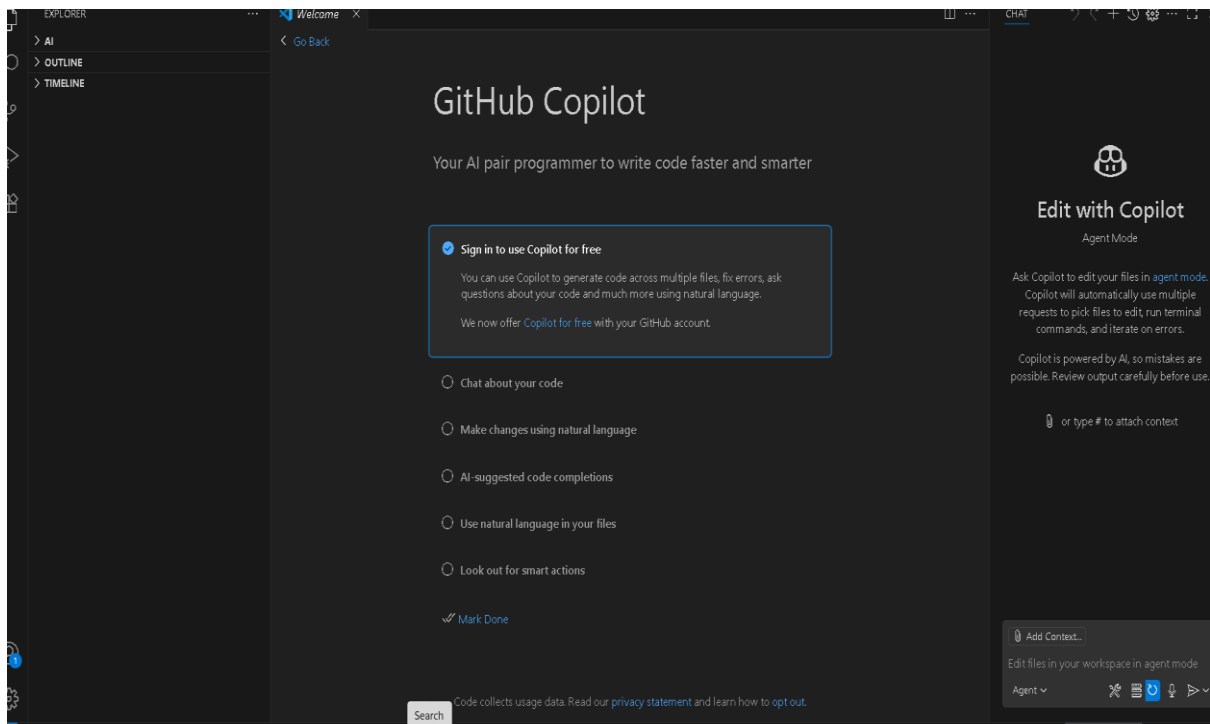 EXPLORER
AI
OUTLINE
TIMELINE
Welcome
Go Back
GitHub Copilot
Your AI pair programmer to write code faster and smarter
Sign in to use Copilot for free
You can use Copilot to generate code across multiple files, fix errors, ask
questions about your code and much more using natural language.
We now offer Copilot for free with your GitHub account.
Chat about your code
Make changes using natural language
AI-suggested code completions
Use natural language in your files
Look out for smart actions
Mark Done
Code collects usage data. Read our privacy statement and learn how to opt out.
Search
CHAT
Edit with Copilot
Agent Mode
Ask Copilot to edit your files in agent mode.
Copilot will automatically use multiple
requests to pick files to edit, run terminal
commands, and iterate on errors.
Copilot is powered by AI, so mistakes are
possible. Review output carefully before use.
or type # to attach context
Add Context...
Edit files in your workspace in agent mode
Agent
1